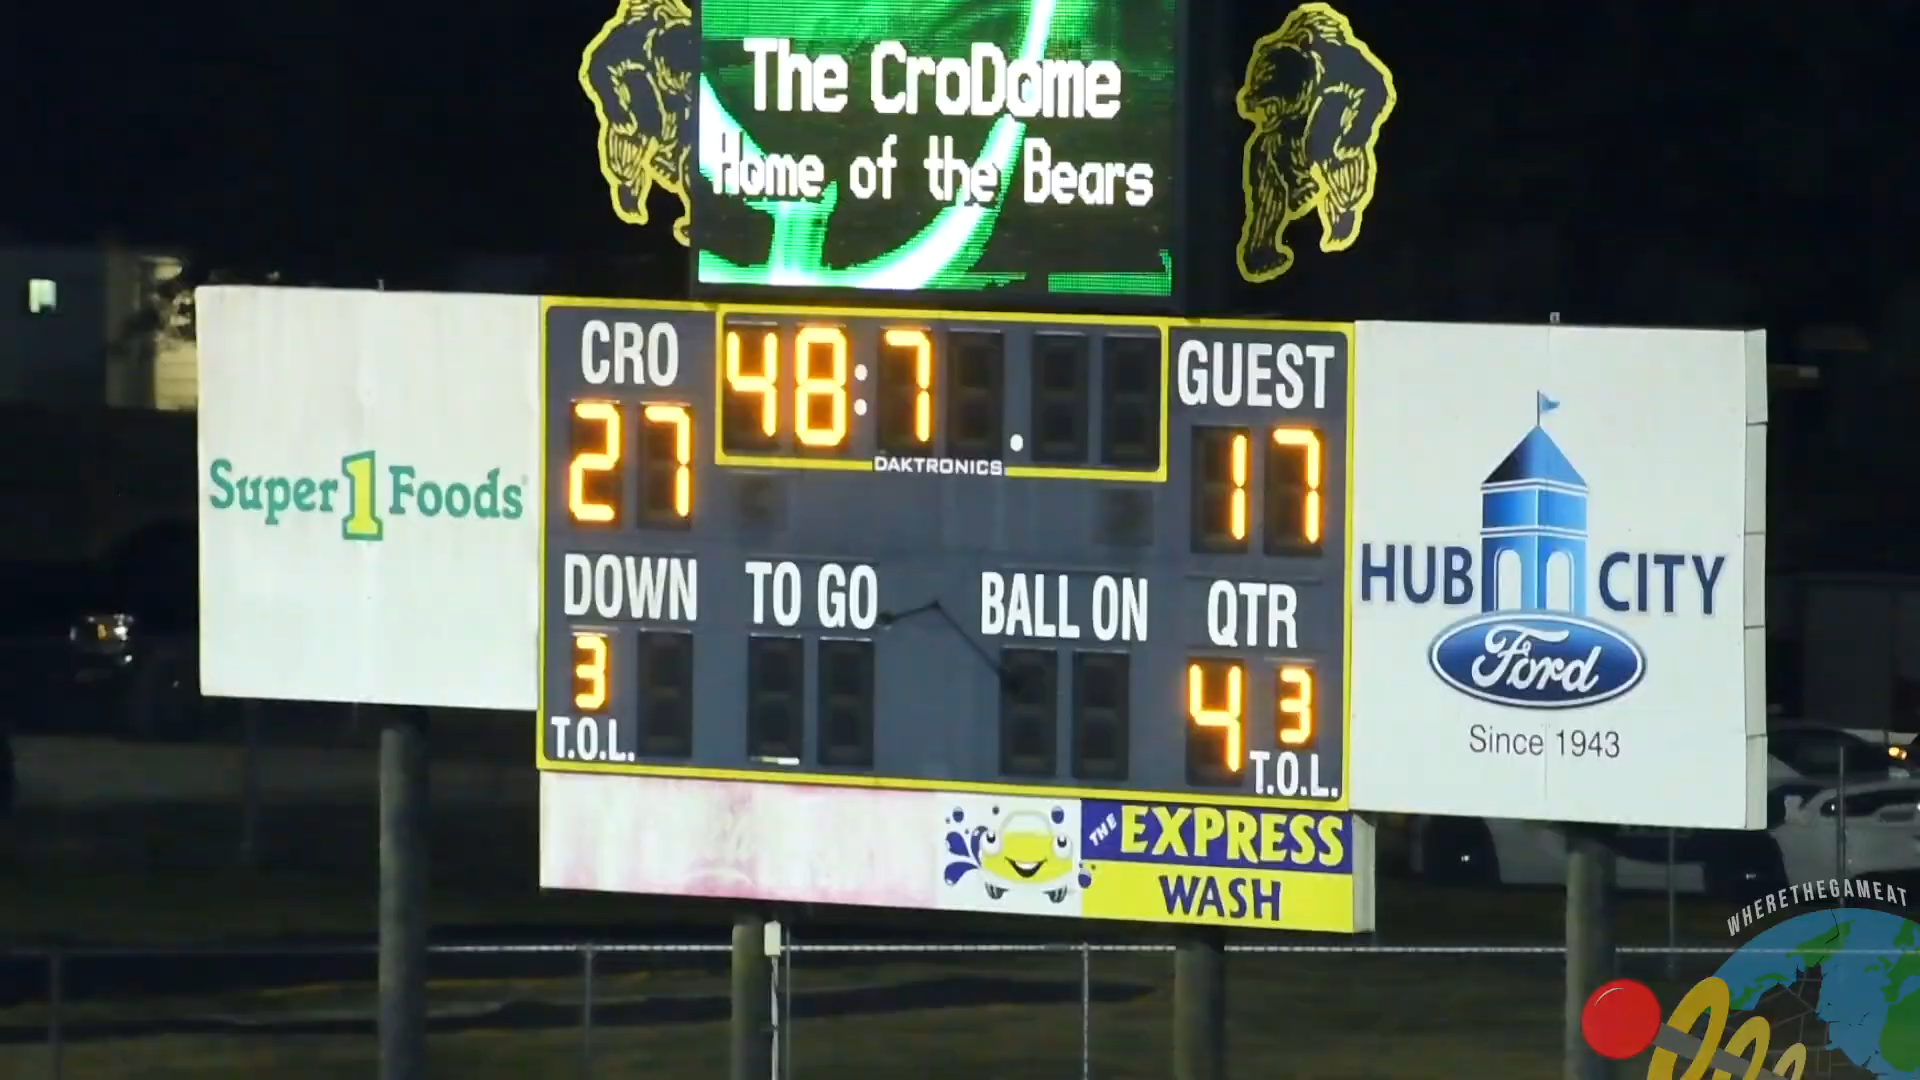 The CroDome
Home of the Bears
CRO
48:7 .
GUEST
27
DAKTRONICS
17
Super 1 Foods
HUB CITY
Ford
Since 1943
DOWN
TO GO
BALL ON
QTR
3
4
3
T.O.L.
T.O.L.
THE EXPRESS
WASH
WHERETHEGAMEAT